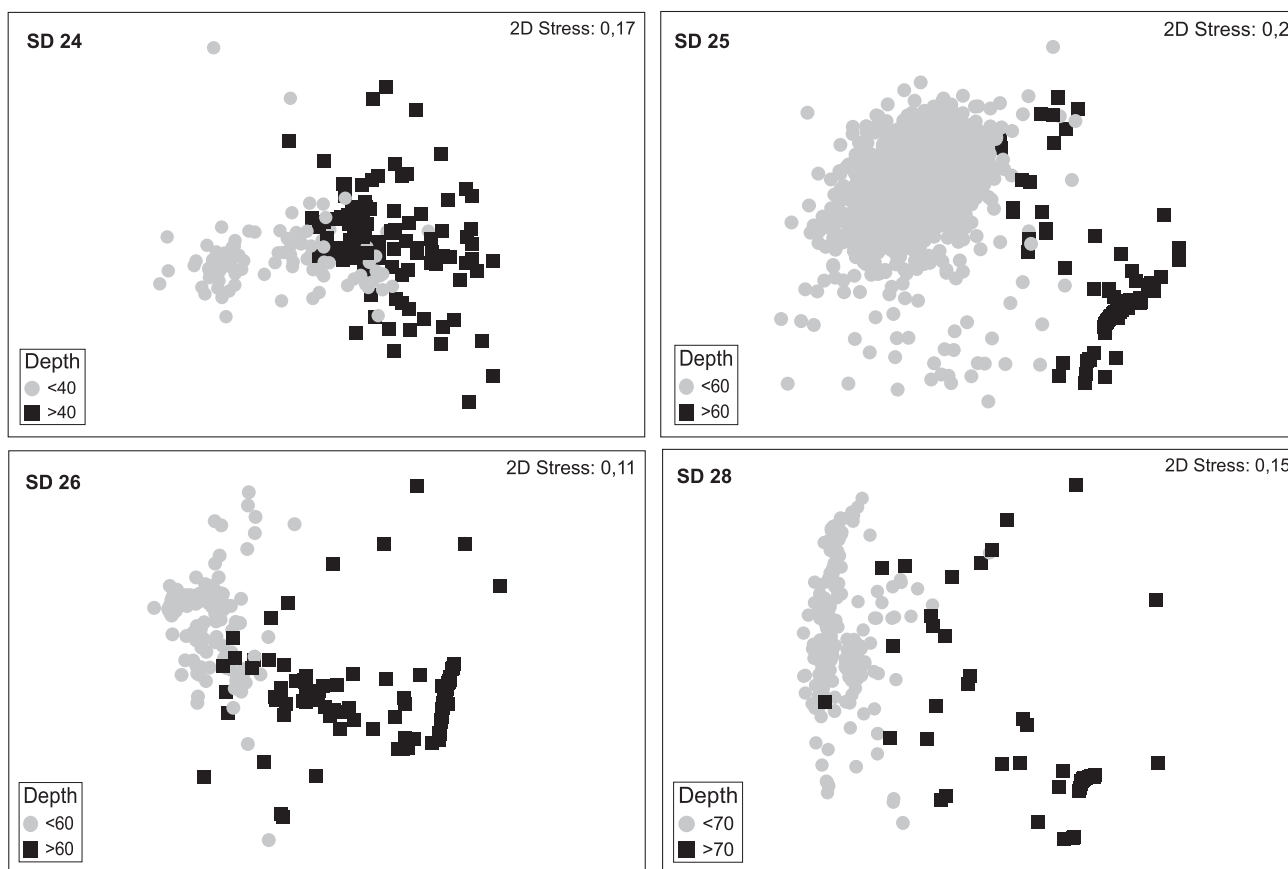 SD 24
2D Stress: 0,17
Depth
<40
>40
SD 25
2D Stress: 0,2
Depth
<60
>60
SD 26
2D Stress: 0,11
Depth
<60
>60
SD 28
2D Stress: 0,15
Depth
<70
>70